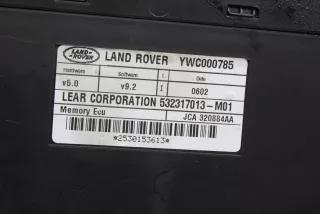 LAND ROVER
LAND ROVER YWC000785
Hardware Software Date
v5.0 v9.2 I 0602
LEAR CORPORATION 532317013-M01
Memory Ecu JCA 320884AA
*2530153613*